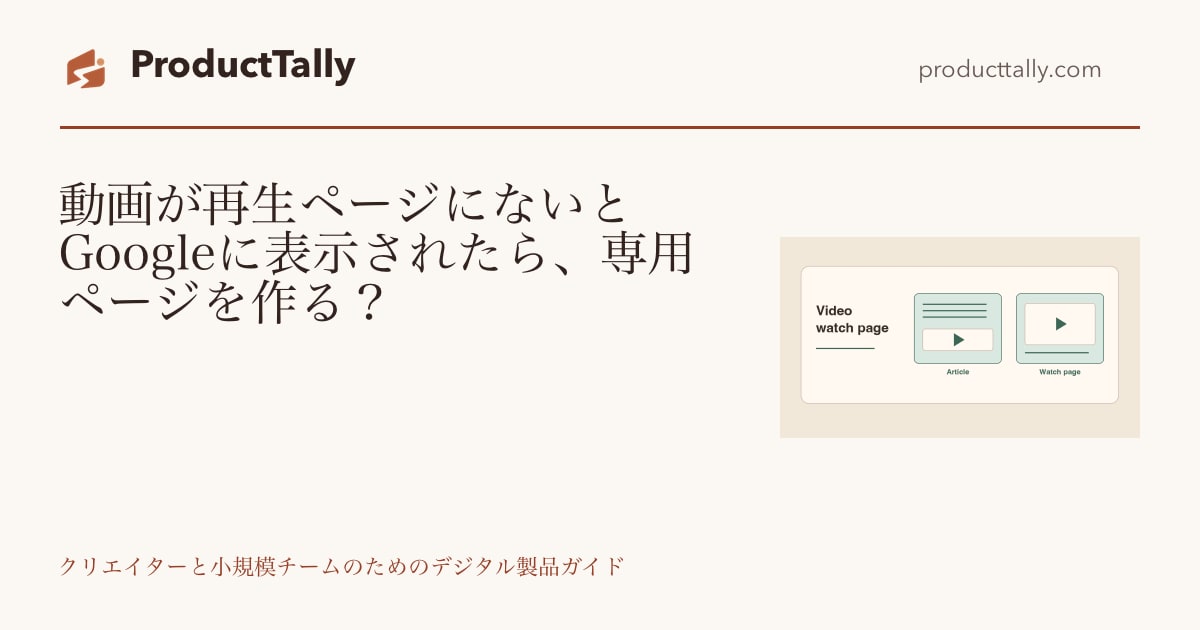 ProductTally
producttally.com
動画が再生ページにないと
Googleに表示されたら、専用
ページを作る？
Video
watch page
Article
Watch page
クリエイターと小規模チームのためのデジタル製品ガイド